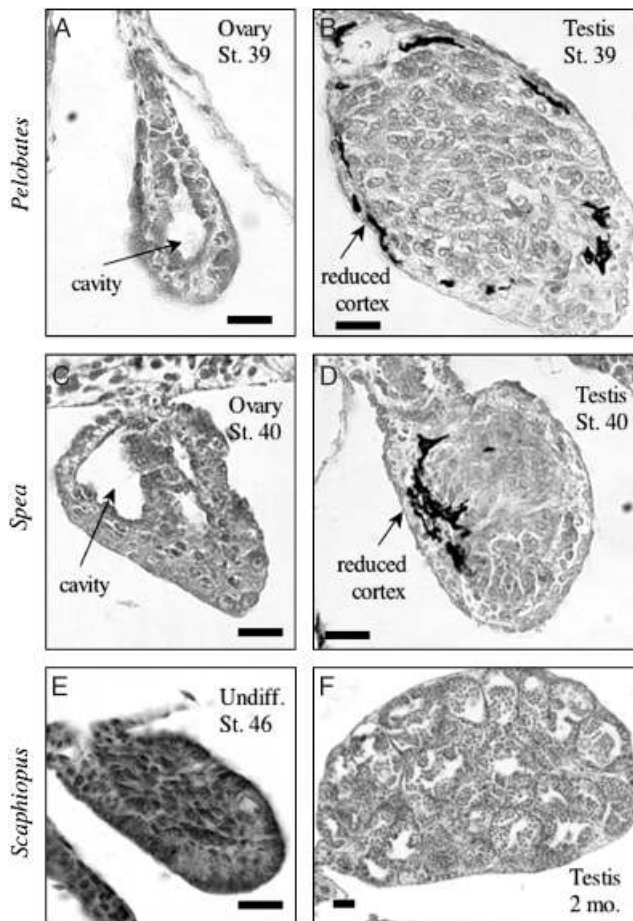 A
Ovary
St. 39
cavity
B
Testis
St. 39
reduced
cortex
Pelobates
C
Ovary
St. 40
cavity
D
Testis
St. 40
reduced
cortex
Spea
E
Undiff.
St. 46
F
Testis
2 mo.
Scaphiopus